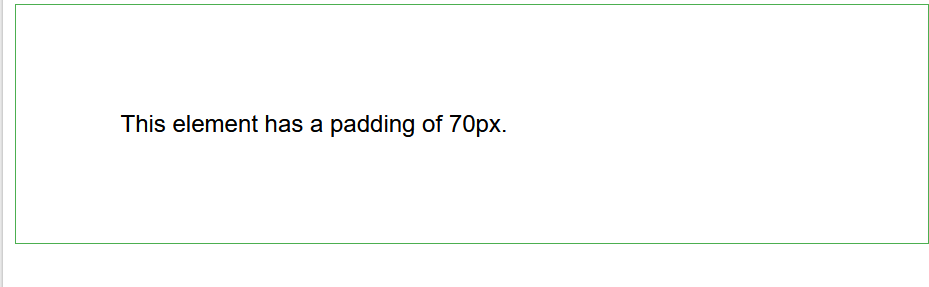 This element has a padding of 70px.